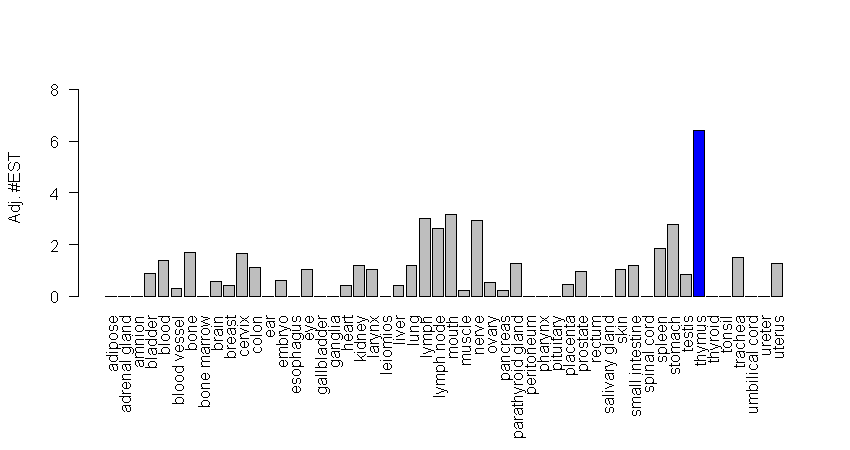 Adj. #EST
8
6
4
2
0
adipose
adrenal gland
amnion
bladder
blood
blood vessel
bone
bone marrow
brain
breast
cervix
colon
ear
embryo
esophagus
eye
gallbladder
ganglia
heart
kidney
larynx
leiomios
liver
lung
lymph
lymph node
mouth
muscle
nerve
ovary
pancreas
parathyroid gland
peritoneum
pharynx
pituitary
placenta
prostate
rectum
salivary gland
skin
small intestine
spinal cord
spleen
stomach
testis
thymus
thyroid
tonsil
trachea
umbilical cord
ureter
uterus